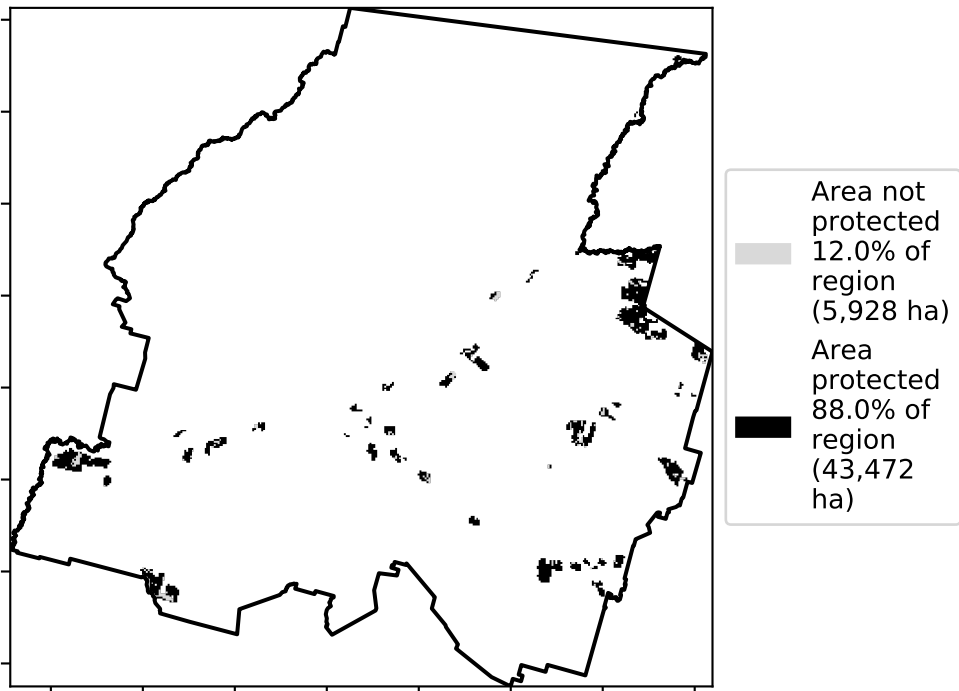 Area not
protected
12.0% of
region
(5,928 ha)
Area
protected
88.0% of
region
(43,472
ha)